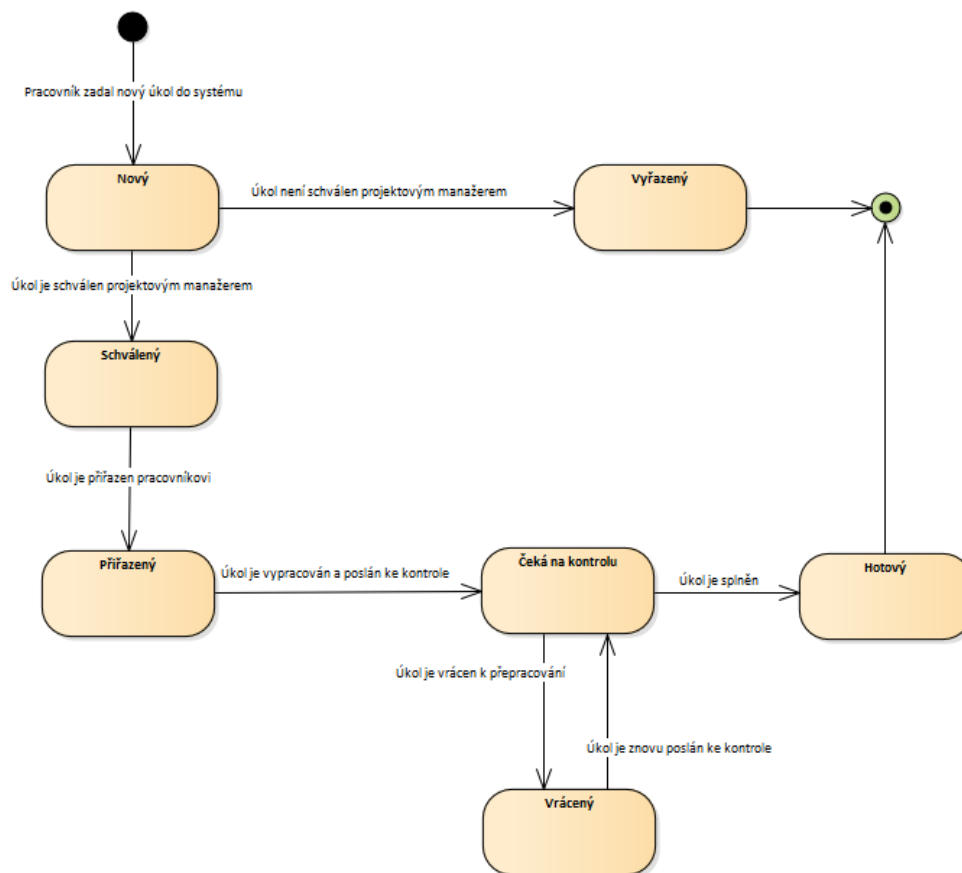 Pracovník zadal nový úkol do systému
Nový
Úkol není schválen projektovým manažerem
Vyřazený
Úkol je schválen projektovým manažerem
Schválený
Úkol je přiřazen pracovníkovi
Přiřazený
Úkol je vypracován a poslán ke kontrole
Čeká na kontrolu
Úkol je splněn
Hotový
Úkol je vrácen k přepracování
Úkol je znovu poslán ke kontrole
Vrácený